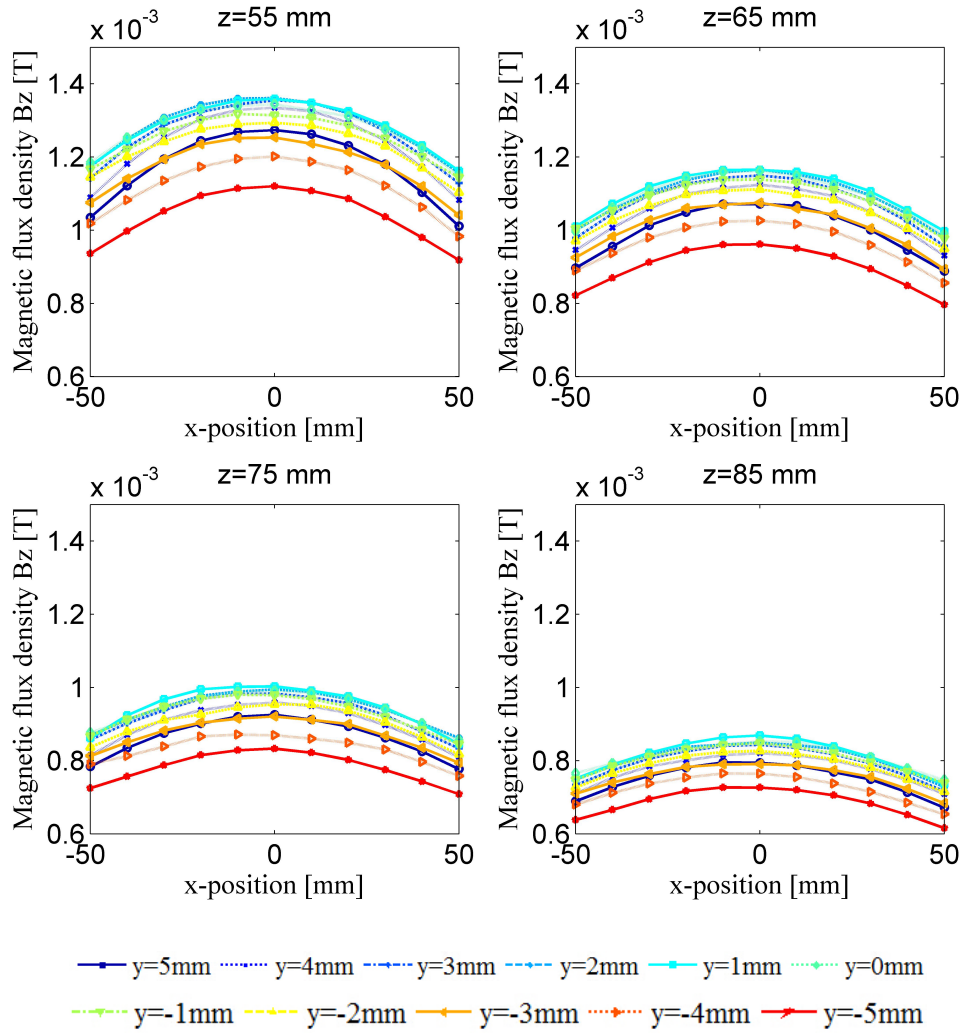 x 10⁻³ z=55 mm
Magnetic flux density Bz [T]
1.4
1.2
1
0.8
0.6
-50 0 50
x-position [mm]
x 10⁻³ z=65 mm
Magnetic flux density Bz [T]
1.4
1.2
1
0.8
0.6
-50 0 50
x-position [mm]
x 10⁻³ z=75 mm
Magnetic flux density Bz [T]
1.4
1.2
1
0.8
0.6
-50 0 50
x-position [mm]
x 10⁻³ z=85 mm
Magnetic flux density Bz [T]
1.4
1.2
1
0.8
0.6
-50 0 50
x-position [mm]
y=5mm y=4mm y=3mm y=2mm y=1mm y=0mm
y=-1mm y=-2mm y=-3mm y=-4mm y=-5mm